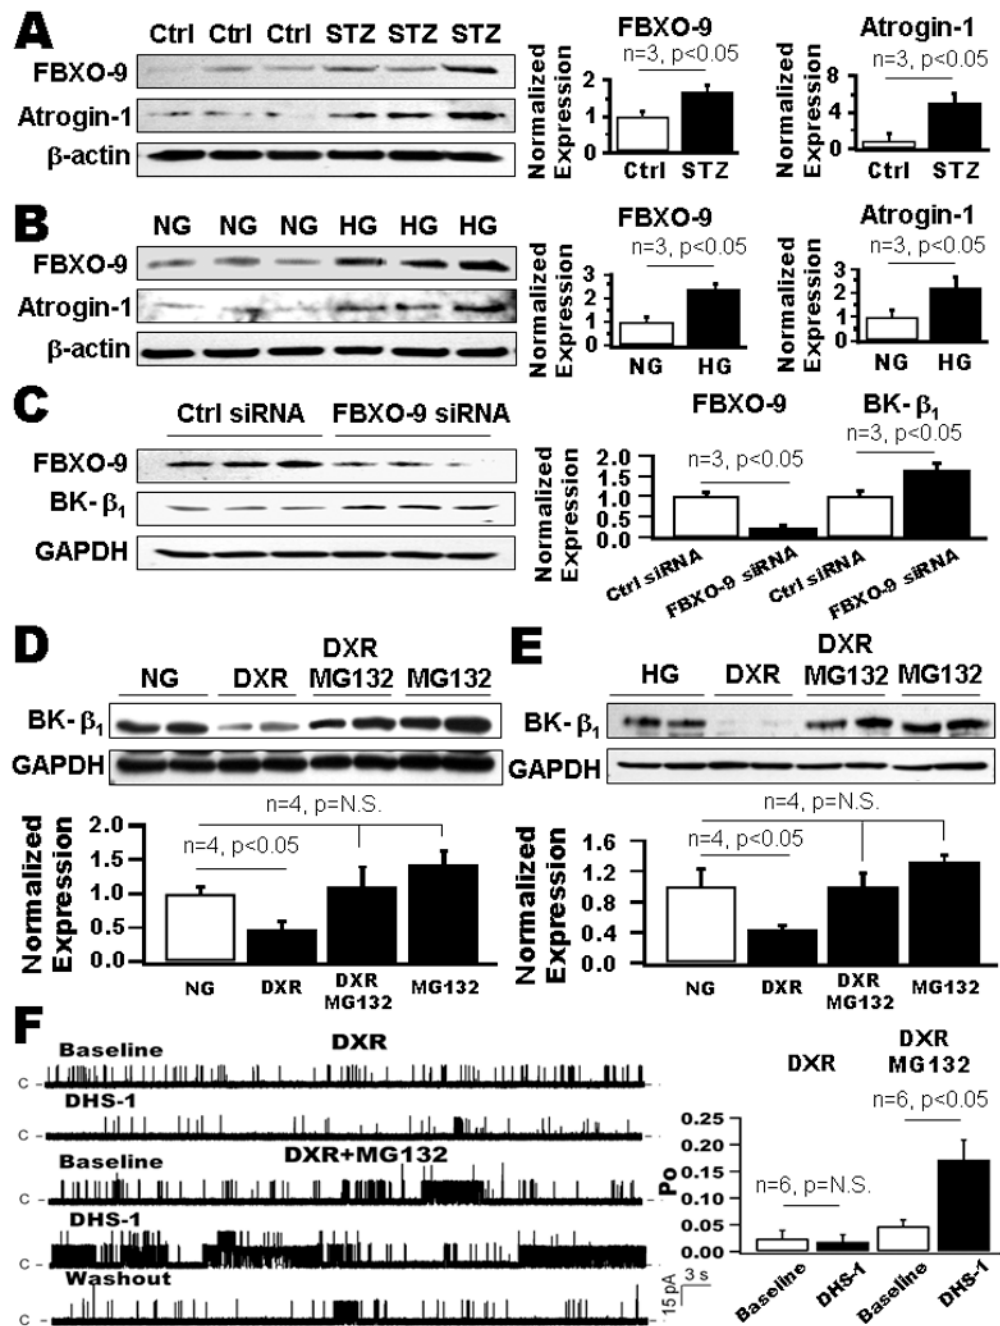 A
Ctrl Ctrl Ctrl STZ STZ STZ
FBXO-9
Atrogin-1
β-actin
FBXO-9
n=3, p<0.05
Normalized
Expression
2
1
0
Ctrl STZ
Atrogin-1
n=3, p<0.05
Normalized
Expression
8
4
0
Ctrl STZ
B
NG NG NG HG HG HG
FBXO-9
Atrogin-1
β-actin
FBXO-9
n=3, p<0.05
Normalized
Expression
3
2
1
0
NG HG
Atrogin-1
n=3, p<0.05
Normalized
Expression
3
2
1
0
NG HG
C
Ctrl siRNA FBXO-9 siRNA
FBXO-9
BK-β1
GAPDH
FBXO-9 BK-β1
n=3, p<0.05
n=3, p<0.05
Normalized
Expression
2.0
1.5
1.0
0.5
0.0
Ctrl siRNA
FBXO-9 siRNA
Ctrl siRNA
FBXO-9 siRNA
D
NG DXR DXR MG132
MG132
BK-β1
GAPDH
n=4, p=N.S.
n=4, p<0.05
Normalized
Expression
2.0
1.5
1.0
0.5
0.0
NG DXR DXR MG132
MG132
E
HG DXR DXR MG132
MG132
BK-β1
GAPDH
n=4, p=N.S.
n=4, p<0.05
Normalized
Expression
1.6
1.2
0.8
0.4
0.0
NG DXR DXR MG132
MG132
F
DXR
Baseline
C
DHS-1
C
DXR+MG132
Baseline
C
DHS-1
C
Washout
C
15 pA
3 s
DXR
DXR
MG132
n=6, p<0.05
n=6, p=N.S.
Po
0.25
0.20
0.15
0.10
0.05
0.00
Baseline
DHS-1
Baseline
DHS-1